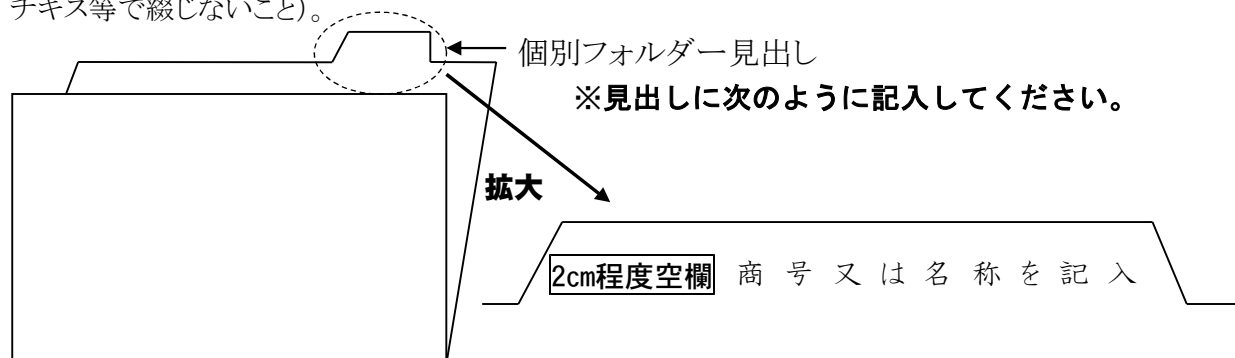 チキス等で綴じないこと)。
個別フォルダー見出し
※見出しに次のように記入してください。
拡大
2cm程度空欄 商号又は名称を記入